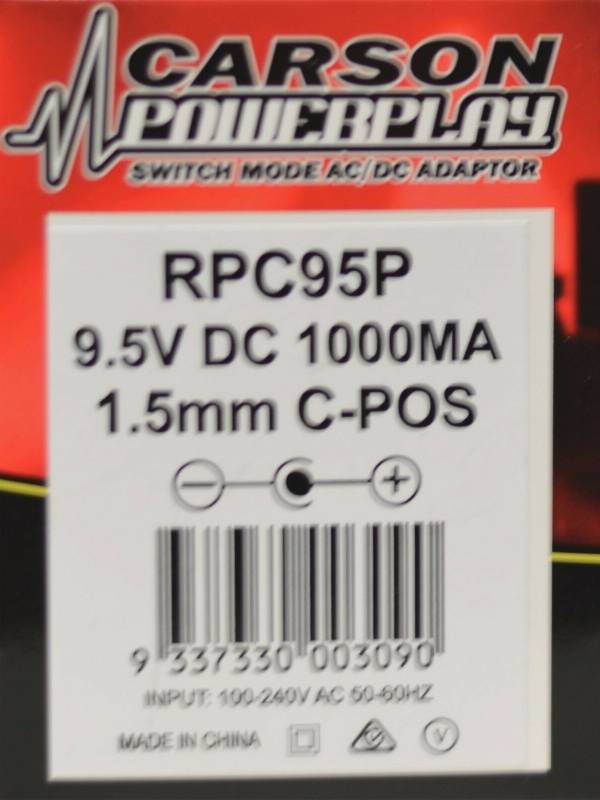 CARSON
POWERPLAY
SWITCH MODE AC/DC ADAPTOR
RPC95P
9.5V DC 1000MA
1.5mm C-POS
9 337330 003090
INPUT: 100-240V AC 50-60HZ
MADE IN CHINA
V